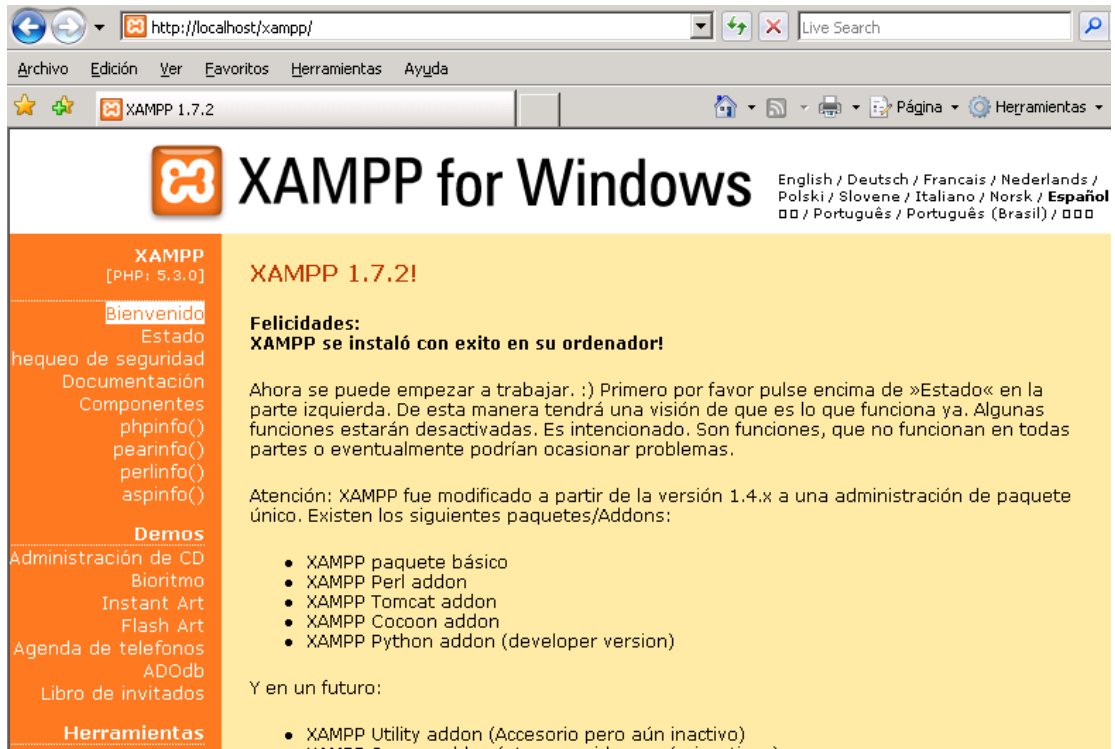 http://localhost/xampp/
Live Search
Archivo Edición Ver Favoritos Herramientas Ayuda
XAMPP 1.7.2
Página
Herramientas
XAMPP for Windows
English / Deutsch / Francais / Nederlands /
Polski / Slovene / Italiano / Norsk / Español
/ Português / Português (Brasil) /
XAMPP
[PHP: 5.3.0]
Bienvenido
Estado
hequeo de seguridad
Documentación
Componentes
phpinfo()
pearinfo()
perlinfo()
aspinfo()
Demos
Administración de CD
Bioritmo
Instant Art
Flash Art
Agenda de telefonos
ADOdb
Libro de invitados
Herramientas
XAMPP 1.7.2!
Felicidades:
XAMPP se instaló con exito en su ordenador!
Ahora se puede empezar a trabajar. :) Primero por favor pulse encima de »Estado« en la
parte izquierda. De esta manera tendrá una visión de que es lo que funciona ya. Algunas
funciones estarán desactivadas. Es intencionado. Son funciones, que no funcionan en todas
partes o eventualmente podrían ocasionar problemas.
Atención: XAMPP fue modificado a partir de la versión 1.4.x a una administración de paquete
único. Existen los siguientes paquetes/Addons:
XAMPP paquete básico
XAMPP Perl addon
XAMPP Tomcat addon
XAMPP Cocoon addon
XAMPP Python addon (developer version)
Y en un futuro:
XAMPP Utility addon (Accesorio pero aún inactivo)